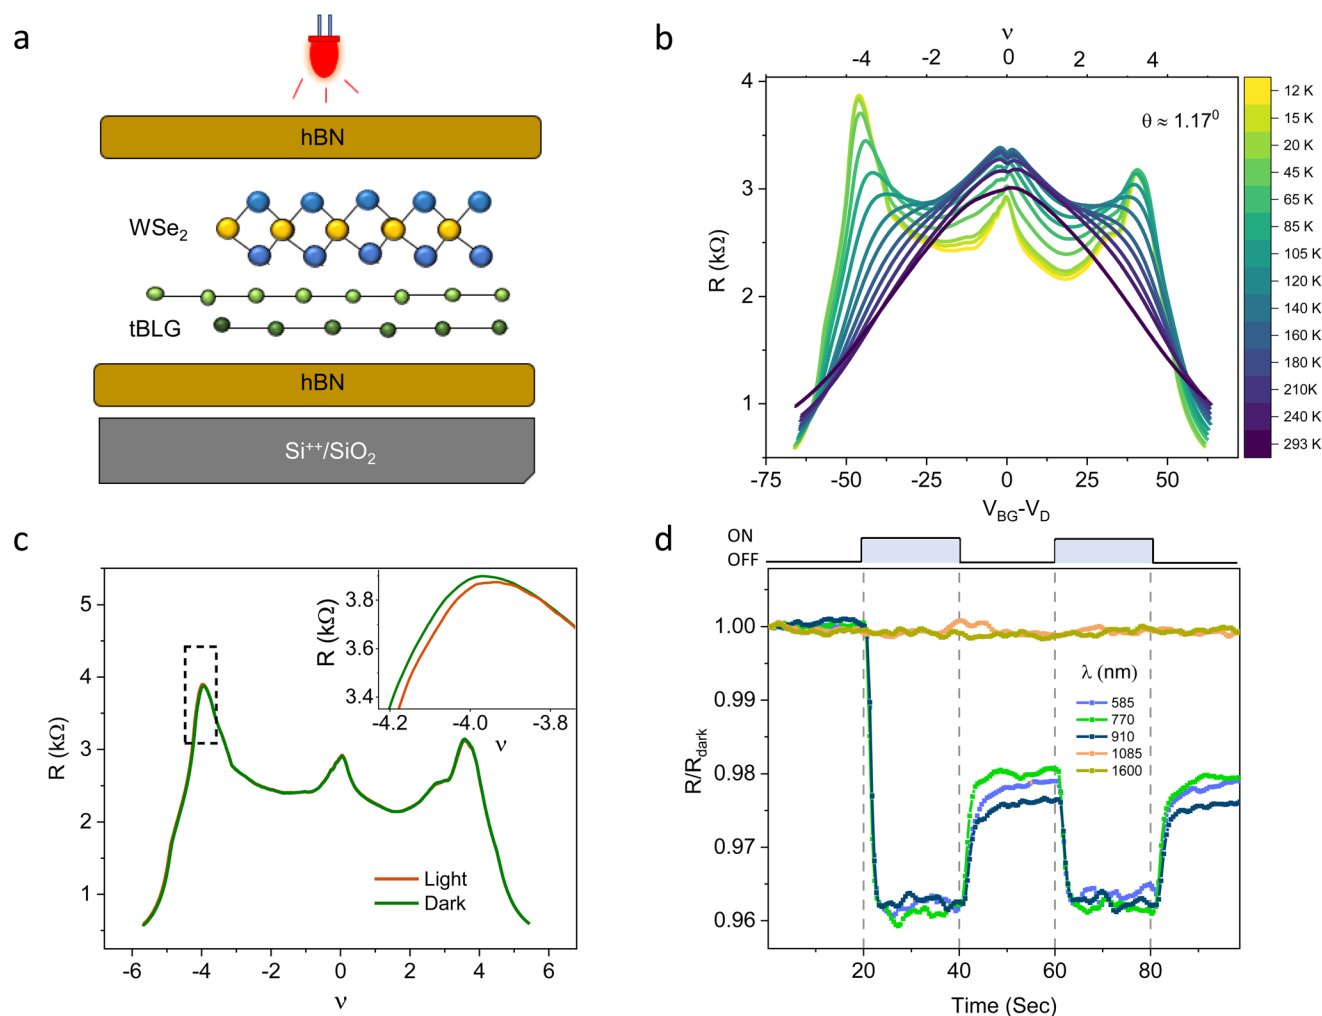 a
hBN
WSe₂
tBLG
hBN
Si⁺⁺/SiO₂
b
ν
-4 -2 0 2 4
θ ≈ 1.17⁰
R (kΩ)
4
3
2
1
-75 -50 -25 0 25 50
V_BG-V_D
12 K
15 K
20 K
45 K
65 K
85 K
105 K
120 K
140 K
160 K
180 K
210K
240 K
293 K
c
R (kΩ)
5
4
3
2
1
-6 -4 -2 0 2 4 6
ν
R (kΩ)
3.8
3.6
3.4
-4.2 -4.0 -3.8
ν
Light
Dark
d
ON
OFF
R/R_dark
1.00
0.99
0.98
0.97
0.96
λ (nm)
585
770
910
1085
1600
20 40 60 80
Time (Sec)